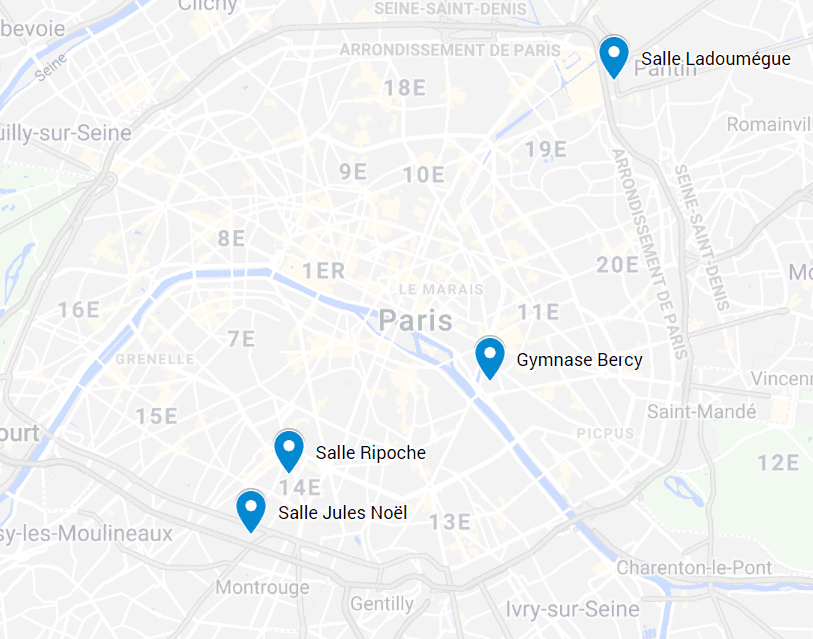 Clichy
SEINE-SAINT-DENIS
ARRONDISSEMENT DE PARIS
Salle Ladoumégue
Pantin
Seine
18E
Romainvil
uilly-sur-Seine
19E
9E
10E
ARRONDISSEMENT DE PARIS
SEINE-SAINT-DENIS
8E
1ER
20E
LE MARAIS
16E
11E
Paris
7E
GRENELLE
Gymnase Bercy
Vincenn
15E
Saint-Mandé
ourt
PICPUS
Salle Ripoche
12E
14E
Salle Jules Noël
13E
sy-les-Moulineaux
Charenton-le-Pont
Montrouge
Gentilly
Ivry-sur-Seine